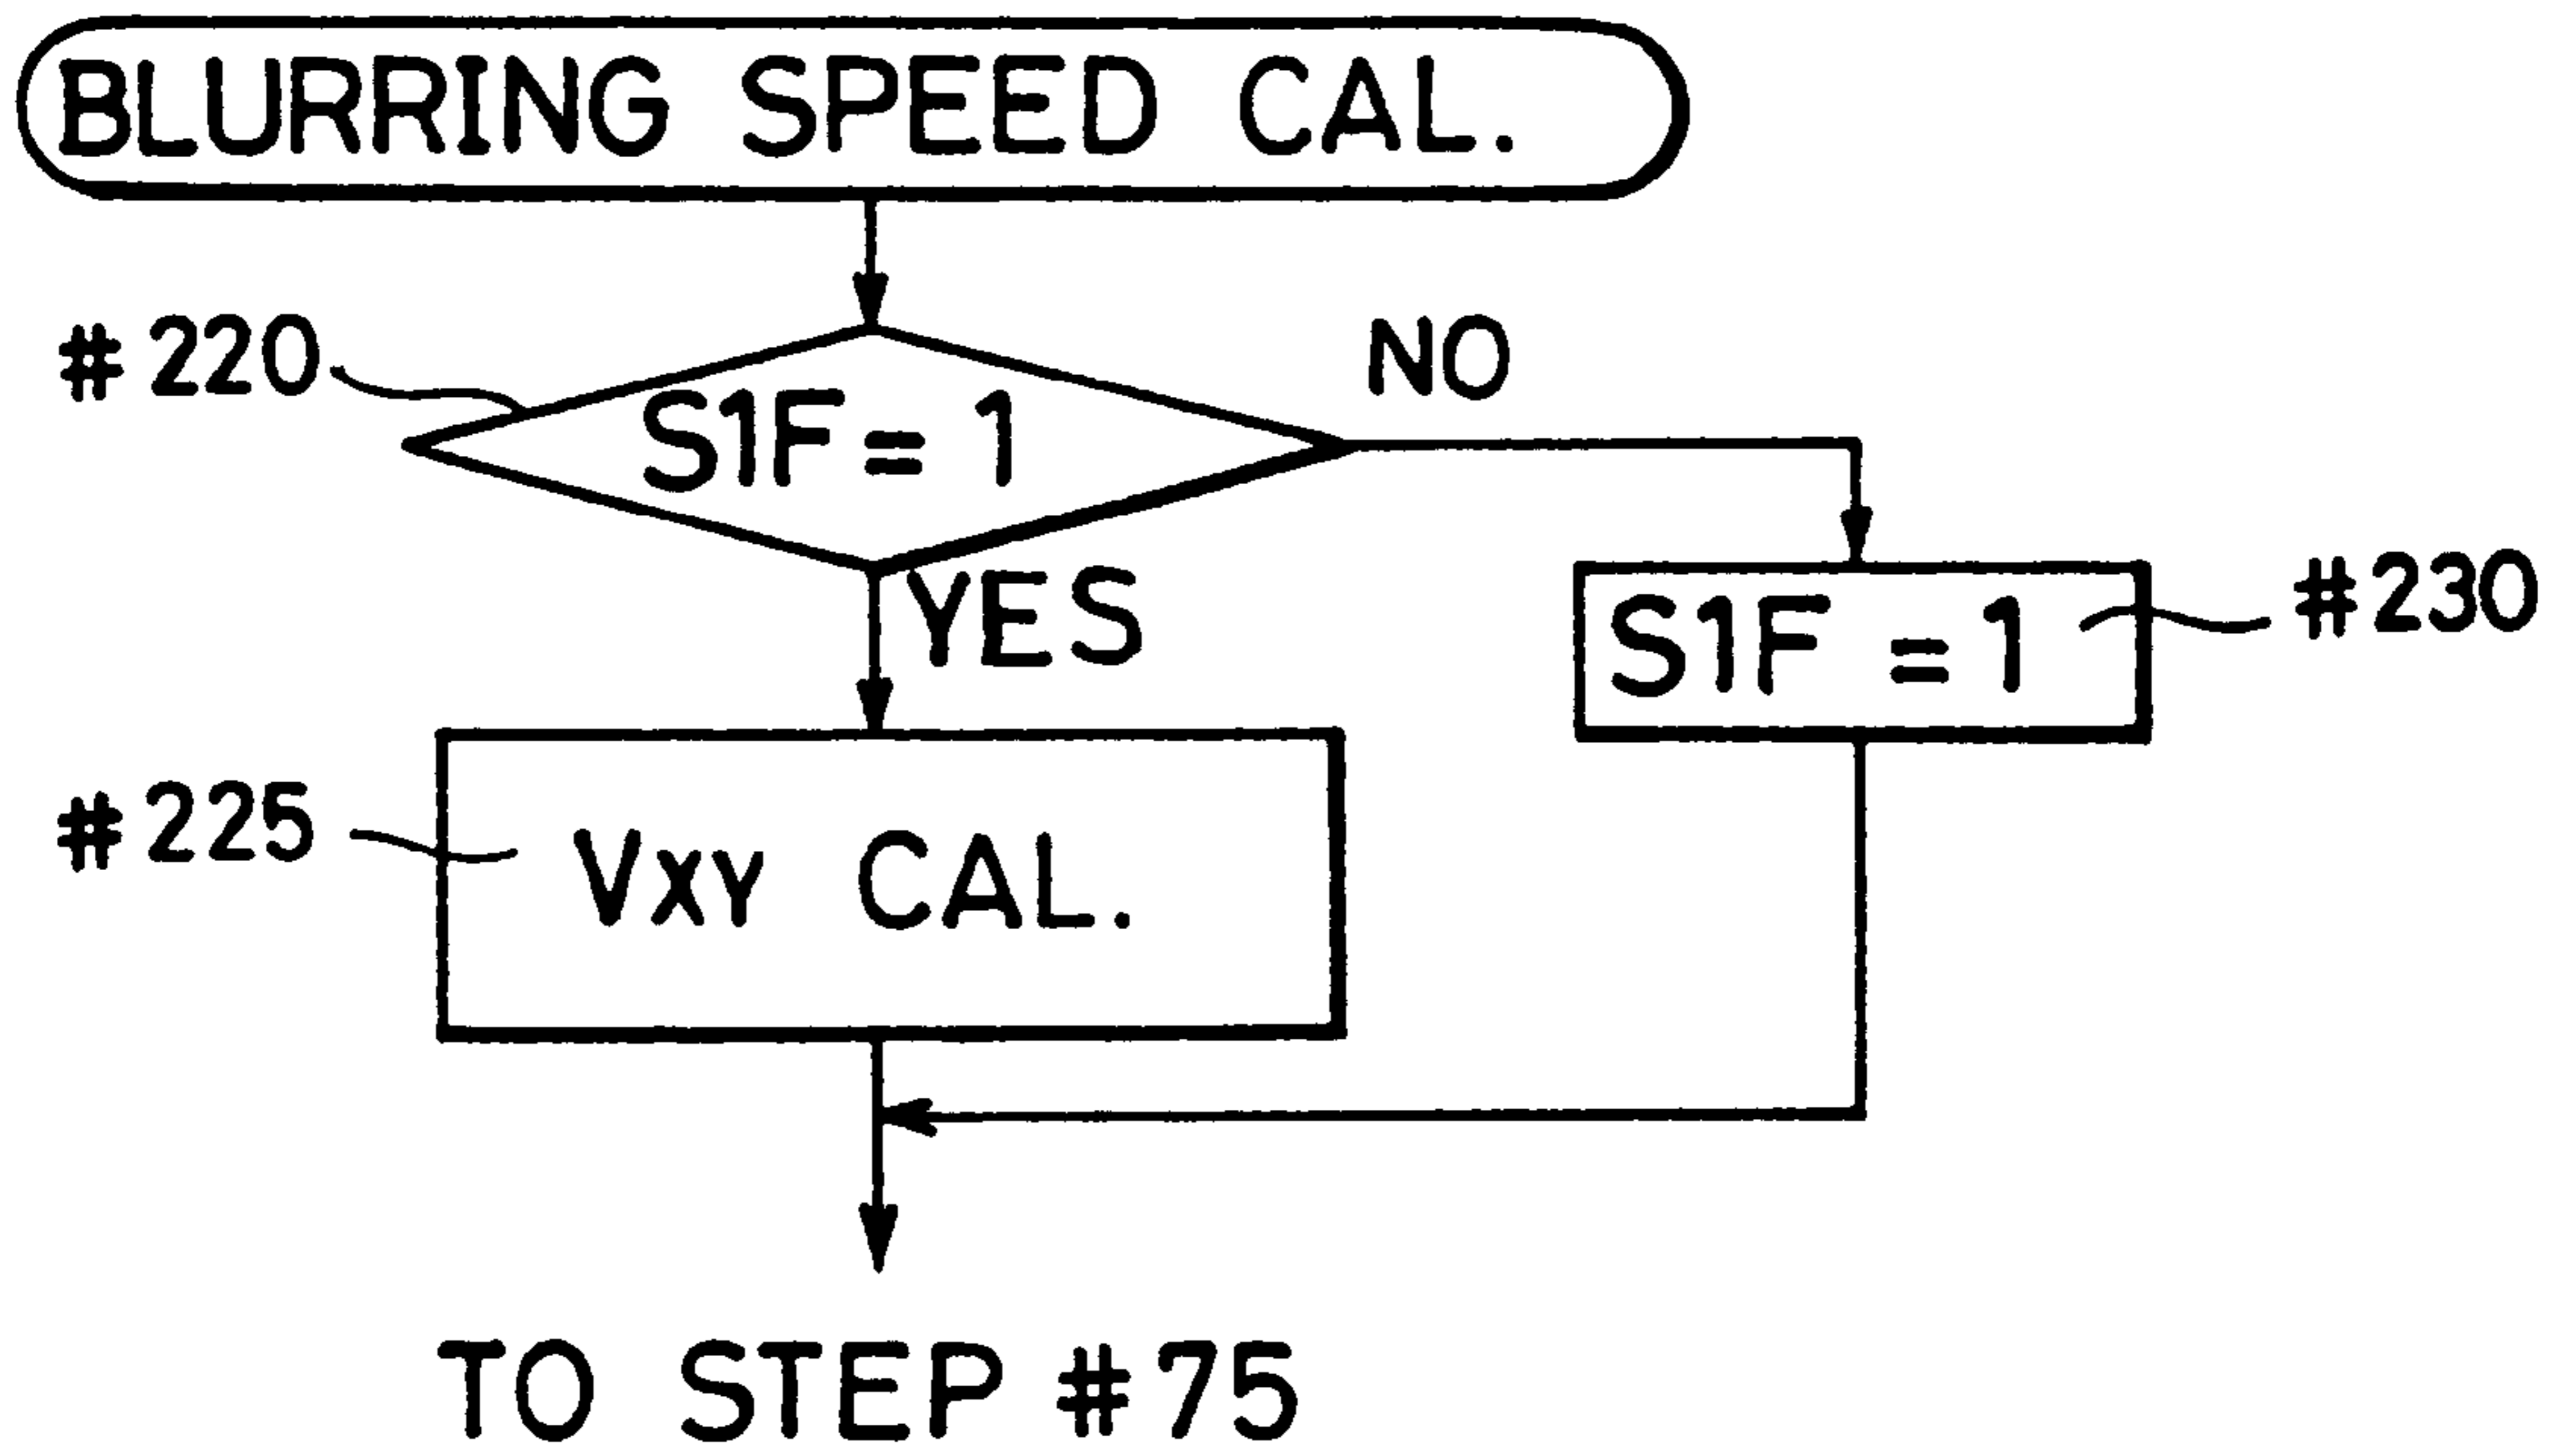 BLURRING SPEED CAL.
#220
S1F = 1
NO
YES
S1F = 1
#230
#225
VXY CAL.
TO STEP #75